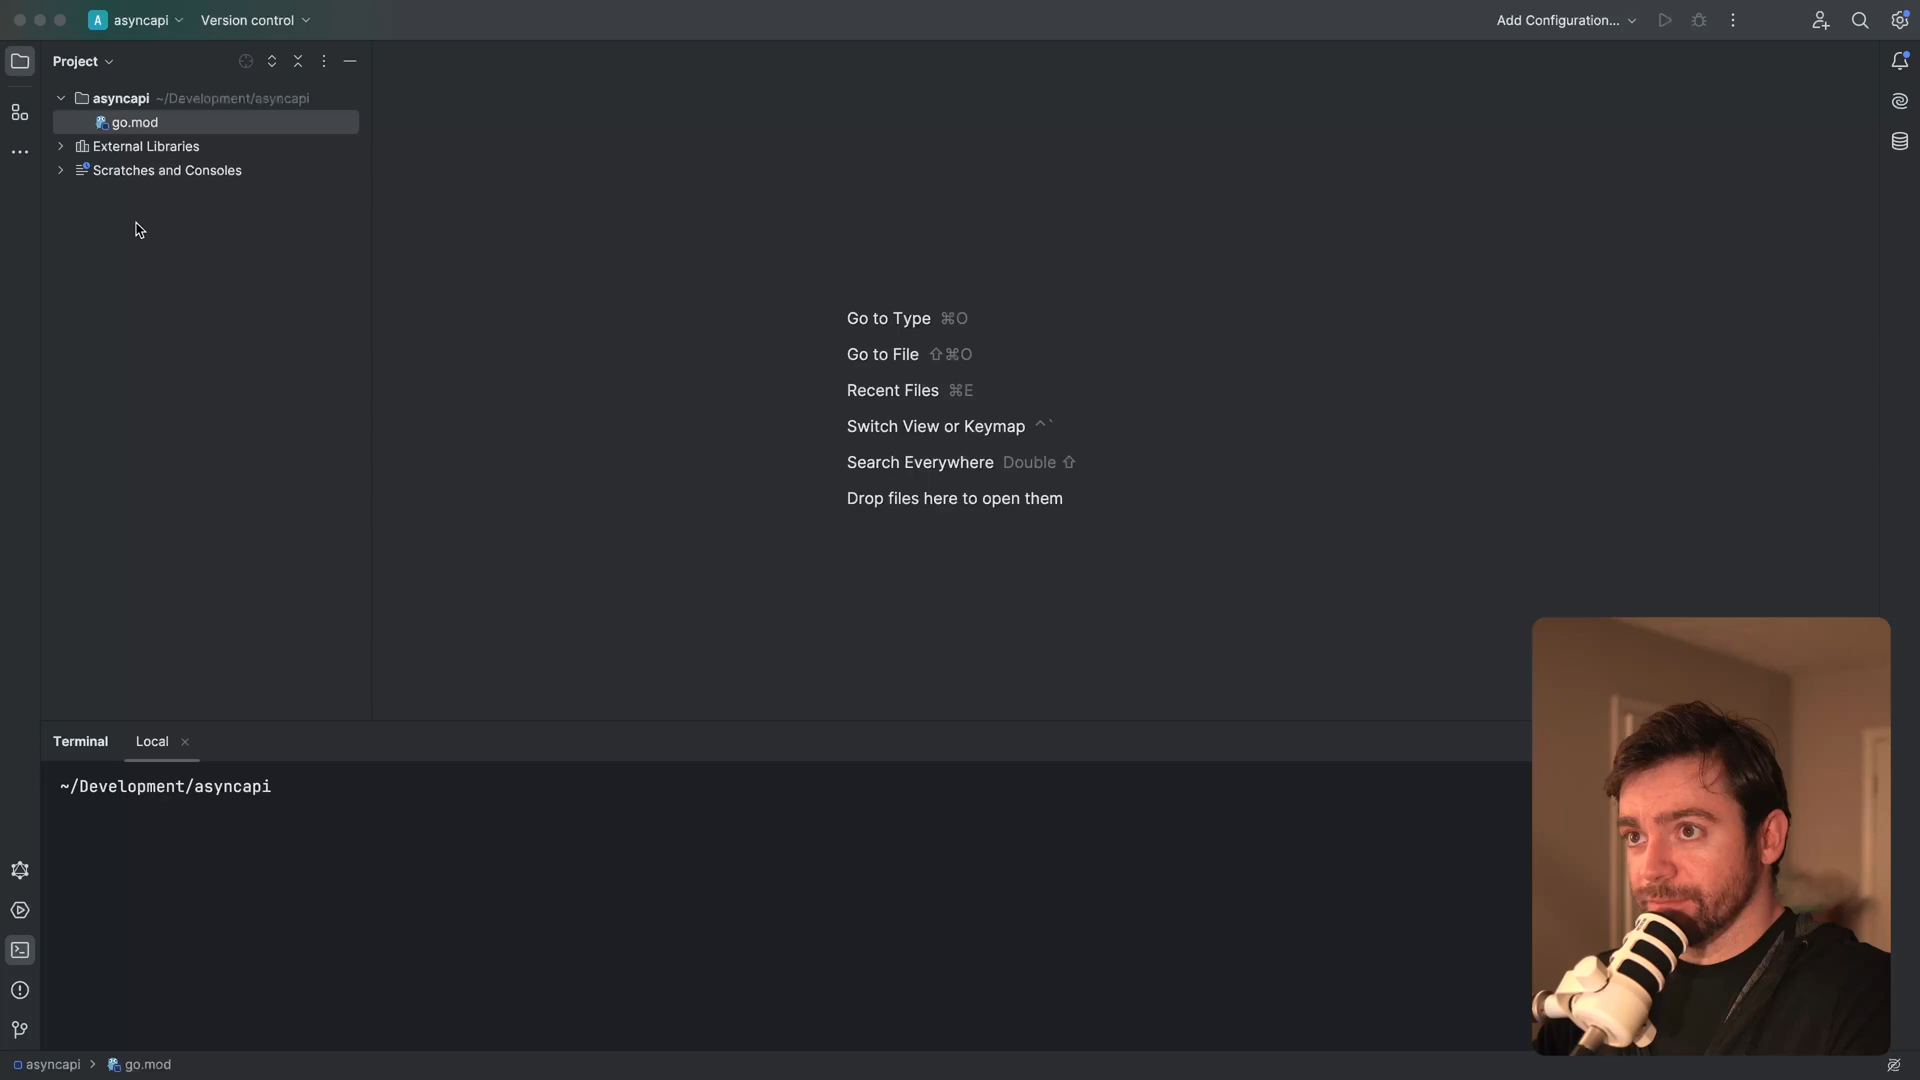 A asyncapi Version control Add Configuration...
Project
asyncapi ~/Development/asyncapi
go.mod
External Libraries
Scratches and Consoles
Go to Type ⌘O
Go to File ⇧⌘O
Recent Files ⌘E
Switch View or Keymap ⌃`
Search Everywhere Double ⇧
Drop files here to open them
Terminal Local
~/Development/asyncapi
asyncapi > go.mod